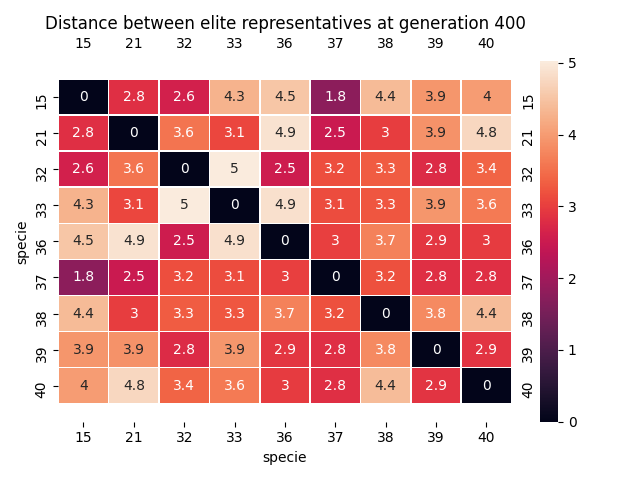 Distance between elite representatives at generation 400
15 21 32 33 36 37 38 39 40
15 0 2.8 2.6 4.3 4.5 1.8 4.4 3.9 4 15
21 2.8 0 3.6 3.1 4.9 2.5 3 3.9 4.8 21
32 2.6 3.6 0 5 2.5 3.2 3.3 2.8 3.4 32
33 4.3 3.1 5 0 4.9 3.1 3.3 3.9 3.6 33
36 4.5 4.9 2.5 4.9 0 3 3.7 2.9 3 36
37 1.8 2.5 3.2 3.1 3 0 3.2 2.8 2.8 37
38 4.4 3 3.3 3.3 3.7 3.2 0 3.8 4.4 38
39 3.9 3.9 2.8 3.9 2.9 2.8 3.8 0 2.9 39
40 4 4.8 3.4 3.6 3 2.8 4.4 2.9 0 40
15 21 32 33 36 37 38 39 40
specie
specie
5
4
3
2
1
0